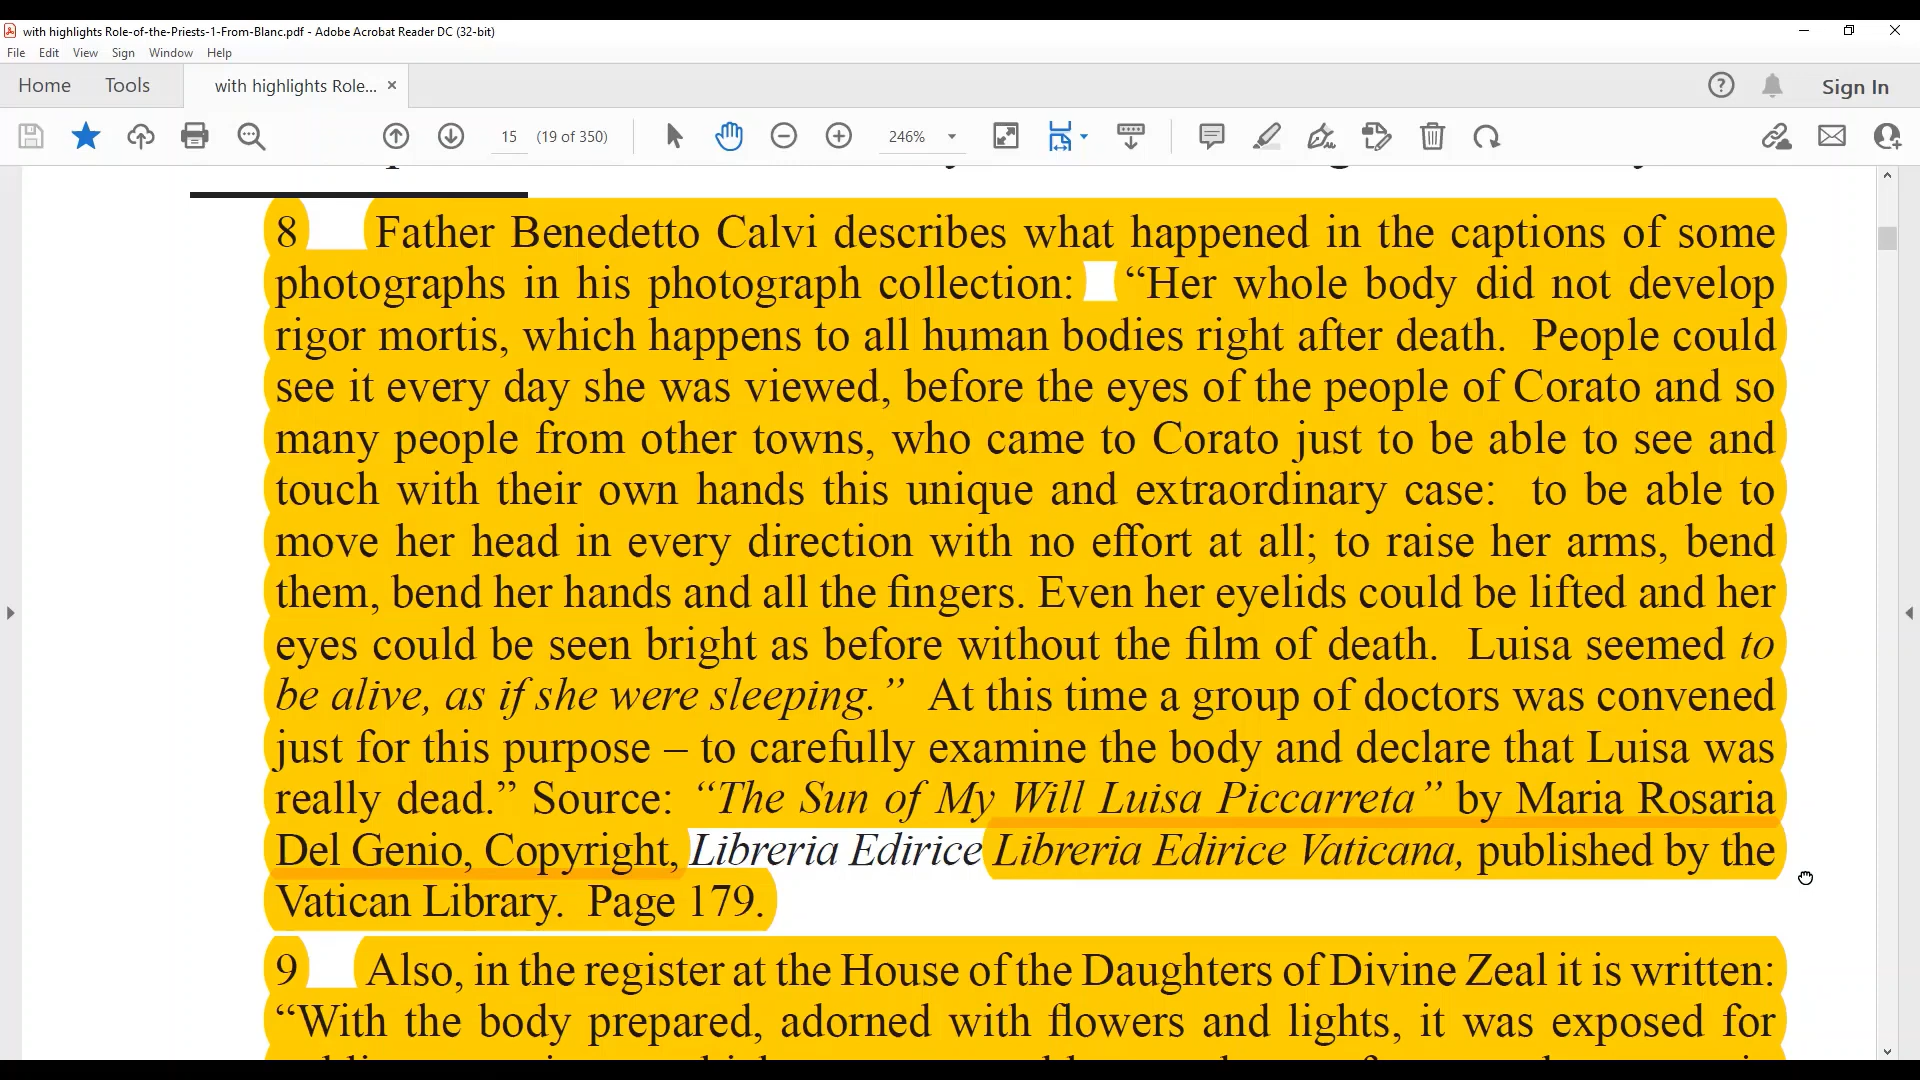 with highlights Role-of-the-Priests-1-From-Blanc.pdf - Adobe Acrobat Reader DC (32-bit)
File Edit View Sign Window Help
Home Tools with highlights Role... × Sign In
15 (19 of 350) 246%
8 Father Benedetto Calvi describes what happened in the captions of some
photographs in his photograph collection: “Her whole body did not develop
rigor mortis, which happens to all human bodies right after death. People could
see it every day she was viewed, before the eyes of the people of Corato and so
many people from other towns, who came to Corato just to be able to see and
touch with their own hands this unique and extraordinary case: to be able to
move her head in every direction with no effort at all; to raise her arms, bend
them, bend her hands and all the fingers. Even her eyelids could be lifted and her
eyes could be seen bright as before without the film of death. Luisa seemed to
be alive, as if she were sleeping.” At this time a group of doctors was convened
just for this purpose – to carefully examine the body and declare that Luisa was
really dead.” Source: “The Sun of My Will Luisa Piccarreta” by Maria Rosaria
Del Genio, Copyright, Libreria Edirice Libreria Edirice Vaticana, published by the
Vatican Library. Page 179.
9 Also, in the register at the House of the Daughters of Divine Zeal it is written:
“With the body prepared, adorned with flowers and lights, it was exposed for